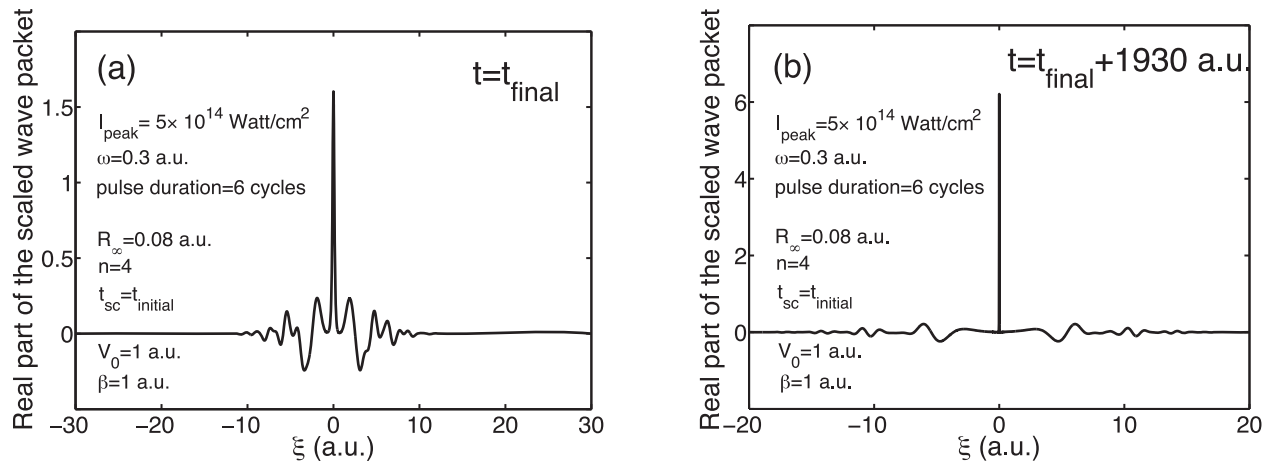 Real part of the scaled wave packet
(a)
t=t_final
I_peak= 5× 10^14 Watt/cm^2
ω=0.3 a.u.
pulse duration=6 cycles
R_∞=0.08 a.u.
n=4
t_sc=t_initial
V_0=1 a.u.
β=1 a.u.
1.5
1
0.5
0
−30 −20 −10 0 10 20 30
ξ (a.u.)
Real part of the scaled wave packet
(b)
t=t_final+1930 a.u.
I_peak=5× 10^14 Watt/cm^2
ω=0.3 a.u.
pulse duration=6 cycles
R_∞=0.08 a.u.
n=4
t_sc=t_initial
V_0=1 a.u.
β=1 a.u.
6
4
2
0
−20 −10 0 10 20
ξ (a.u.)